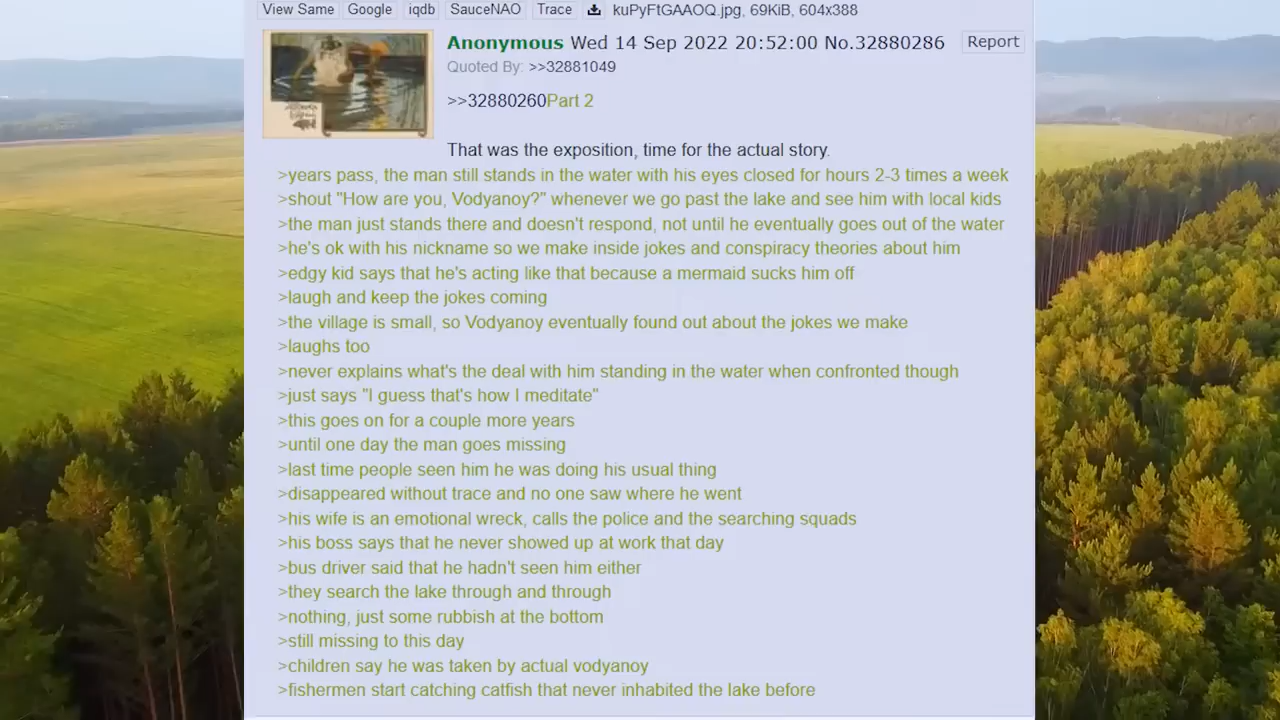 View Same Google iqdb SauceNAO Trace kuPyFtGAAOQ.jpg, 69KiB, 604x388
Anonymous Wed 14 Sep 2022 20:52:00 No.32880286 Report
Quoted By: >>32881049
>>32880260Part 2
That was the exposition, time for the actual story.
>years pass, the man still stands in the water with his eyes closed for hours 2-3 times a week
>shout "How are you, Vodyanoy?" whenever we go past the lake and see him with local kids
>the man just stands there and doesn't respond, not until he eventually goes out of the water
>he's ok with his nickname so we make inside jokes and conspiracy theories about him
>edgy kid says that he's acting like that because a mermaid sucks him off
>laugh and keep the jokes coming
>the village is small, so Vodyanoy eventually found out about the jokes we make
>laughs too
>never explains what's the deal with him standing in the water when confronted though
>just says "I guess that's how I meditate"
>this goes on for a couple more years
>until one day the man goes missing
>last time people seen him he was doing his usual thing
>disappeared without trace and no one saw where he went
>his wife is an emotional wreck, calls the police and the searching squads
>his boss says that he never showed up at work that day
>bus driver said that he hadn't seen him either
>they search the lake through and through
>nothing, just some rubbish at the bottom
>still missing to this day
>children say he was taken by actual vodyanoy
>fishermen start catching catfish that never inhabited the lake before